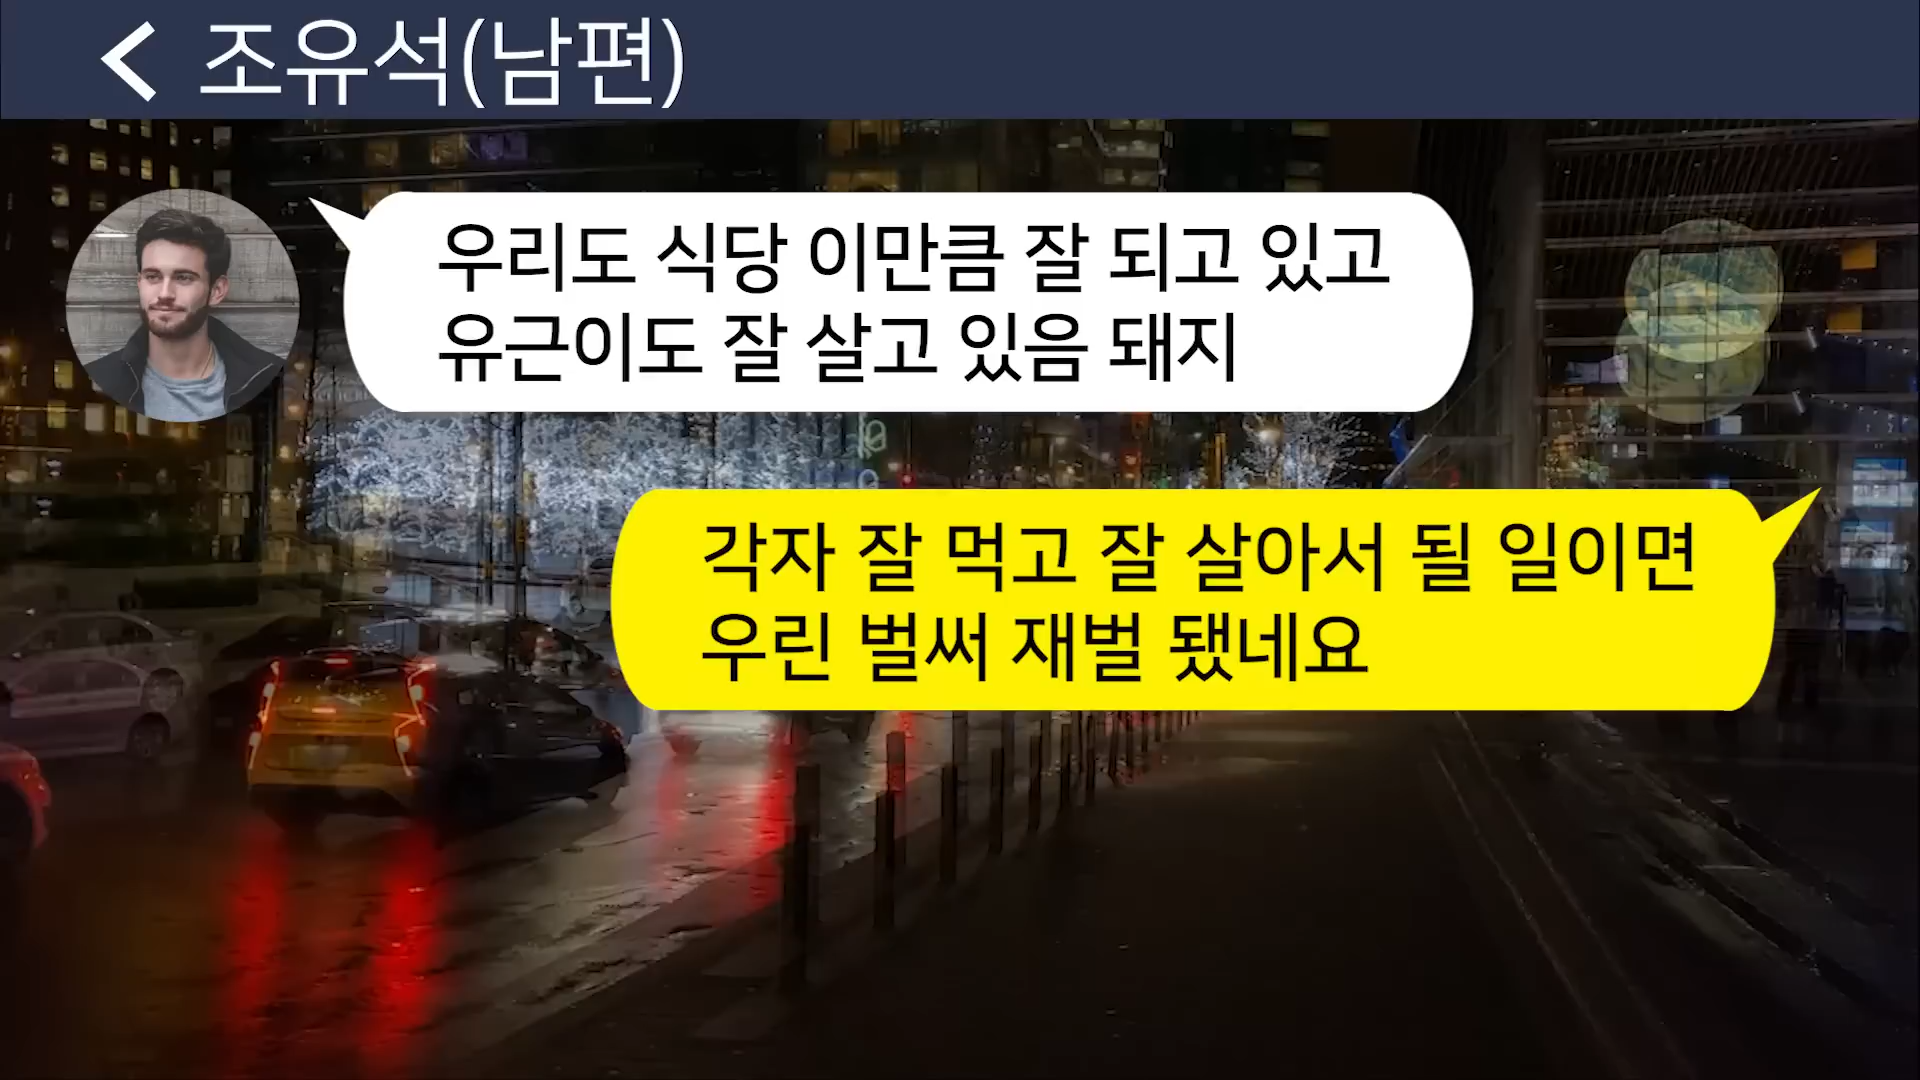 조유석(남편)
우리도 식당 이만큼 잘 되고 있고
유근이도 잘 살고 있음 돼지
각자 잘 먹고 잘 살아서 될 일이면
우린 벌써 재벌 됐네요